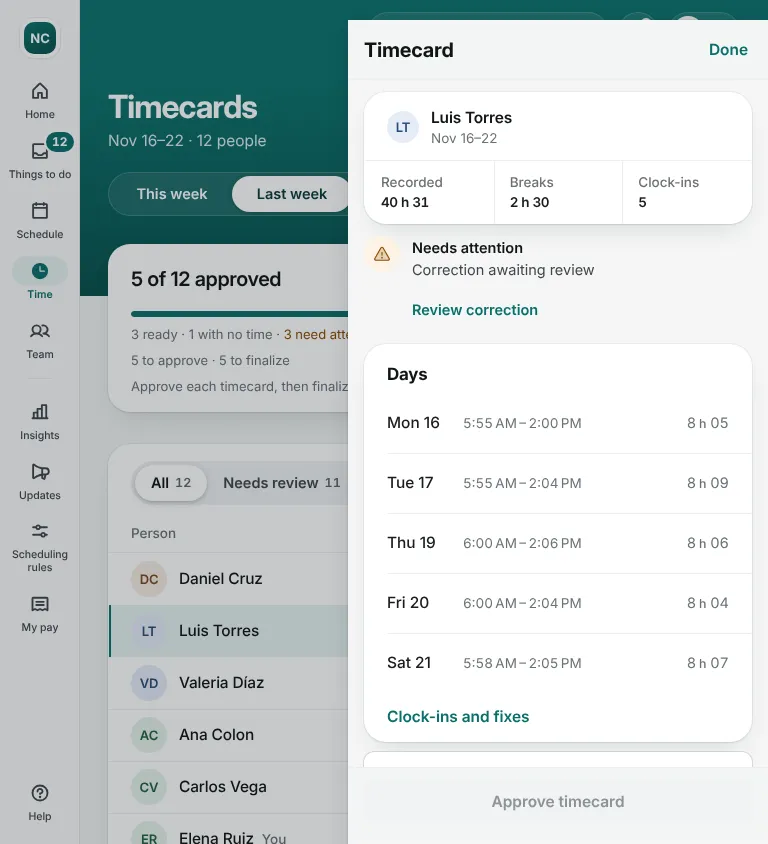 NC
Home
12
Things to do
Schedule
Time
Team
Insights
Updates
Scheduling
rules
My pay
Help
Timecards
Nov 16–22 · 12 people
This week
Last week
5 of 12 approved
3 ready · 1 with no time · 3 need
5 to approve · 5 to finalize
Approve each timecard, then
All 12
Needs review 11
Person
DC Daniel Cruz
LT Luis Torres
VD Valeria Díaz
AC Ana Colon
CV Carlos Vega
ER Elena Ruiz You
Timecard
Done
LT
Luis Torres
Nov 16–22
Recorded
40 h 31
Breaks
2 h 30
Clock-ins
5
Needs attention
Correction awaiting review
Review correction
Days
Mon 16 5:55 AM – 2:00 PM 8 h 05
Tue 17 5:55 AM – 2:04 PM 8 h 09
Thu 19 6:00 AM – 2:06 PM 8 h 06
Fri 20 6:00 AM – 2:04 PM 8 h 04
Sat 21 5:58 AM – 2:05 PM 8 h 07
Clock-ins and fixes
Approve timecard